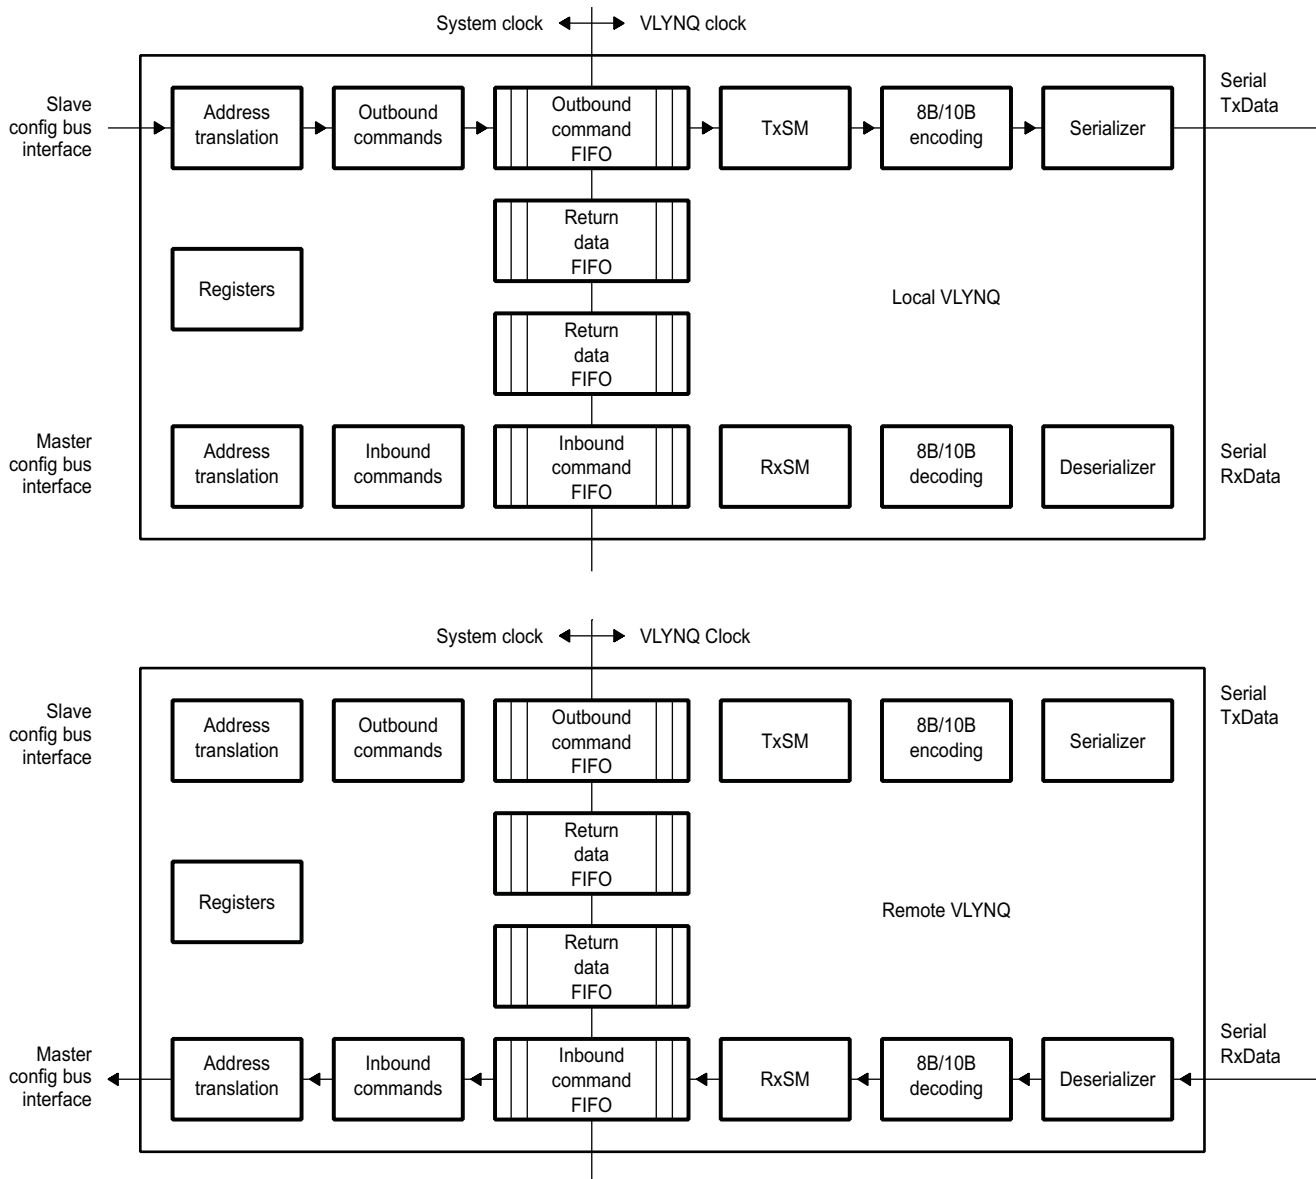 System clock
VLYNQ clock
Slave
config bus
interface
Address
translation
Outbound
commands
Outbound
command
FIFO
TxSM
8B/10B
encoding
Serializer
Serial
TxData
Return
data
FIFO
Registers
Local VLYNQ
Return
data
FIFO
Master
config bus
interface
Address
translation
Inbound
commands
Inbound
command
FIFO
RxSM
8B/10B
decoding
Deserializer
Serial
RxData
System clock
VLYNQ Clock
Slave
config bus
interface
Address
translation
Outbound
commands
Outbound
command
FIFO
TxSM
8B/10B
encoding
Serializer
Serial
TxData
Return
data
FIFO
Registers
Remote VLYNQ
Return
data
FIFO
Master
config bus
interface
Address
translation
Inbound
commands
Inbound
command
FIFO
RxSM
8B/10B
decoding
Deserializer
Serial
RxData